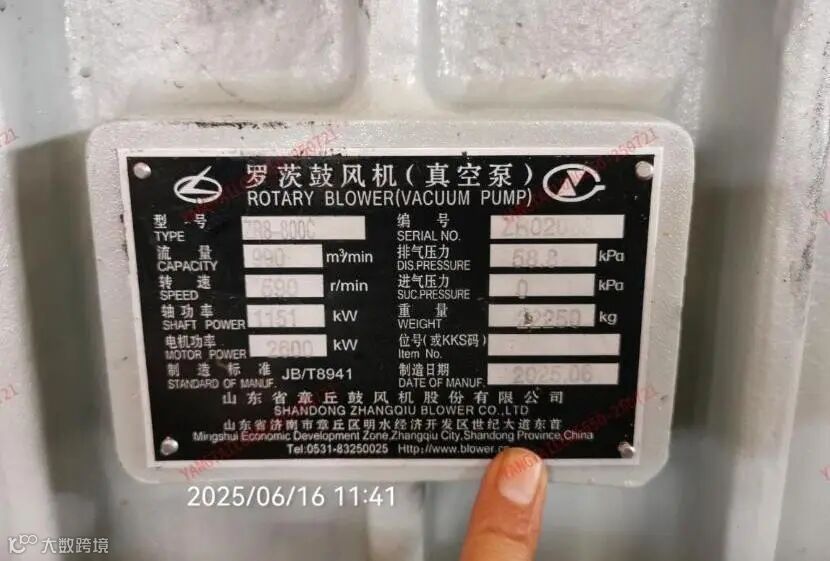 罗茨鼓风机(真空泵)
ROTARY BLOWER(VACUUM PUMP)
型号 TYPE ZR8-800C
编号 SERIAL NO.
流量 CAPACITY 990 m³/min
排气压力 DIS.PRESSURE 58.8 kPa
转速 SPEED 690 r/min
进气压力 SUC.PRESSURE 0 kPa
轴功率 SHAFT POWER 1151 kW
重量 WEIGHT 22250 kg
电机功率 MOTOR POWER 2600 kW
位号(或KKS码) Item No.
制造标准 STANDARD OF MANUF. JB/T8941
制造日期 DATE OF MANUF. 2025.06
山东省章丘鼓风机股份有限公司
SHANDONG ZHANGQIU BLOWER CO.,LTD
山东省济南市章丘区明水经济开发区世纪大道东首
Mingshui Economic Development Zone,Zhangqiu City,Shandong Province,China
Tel:0531-83250025 Http://www.blower.c
2025/06/16 11:41
大数跨境